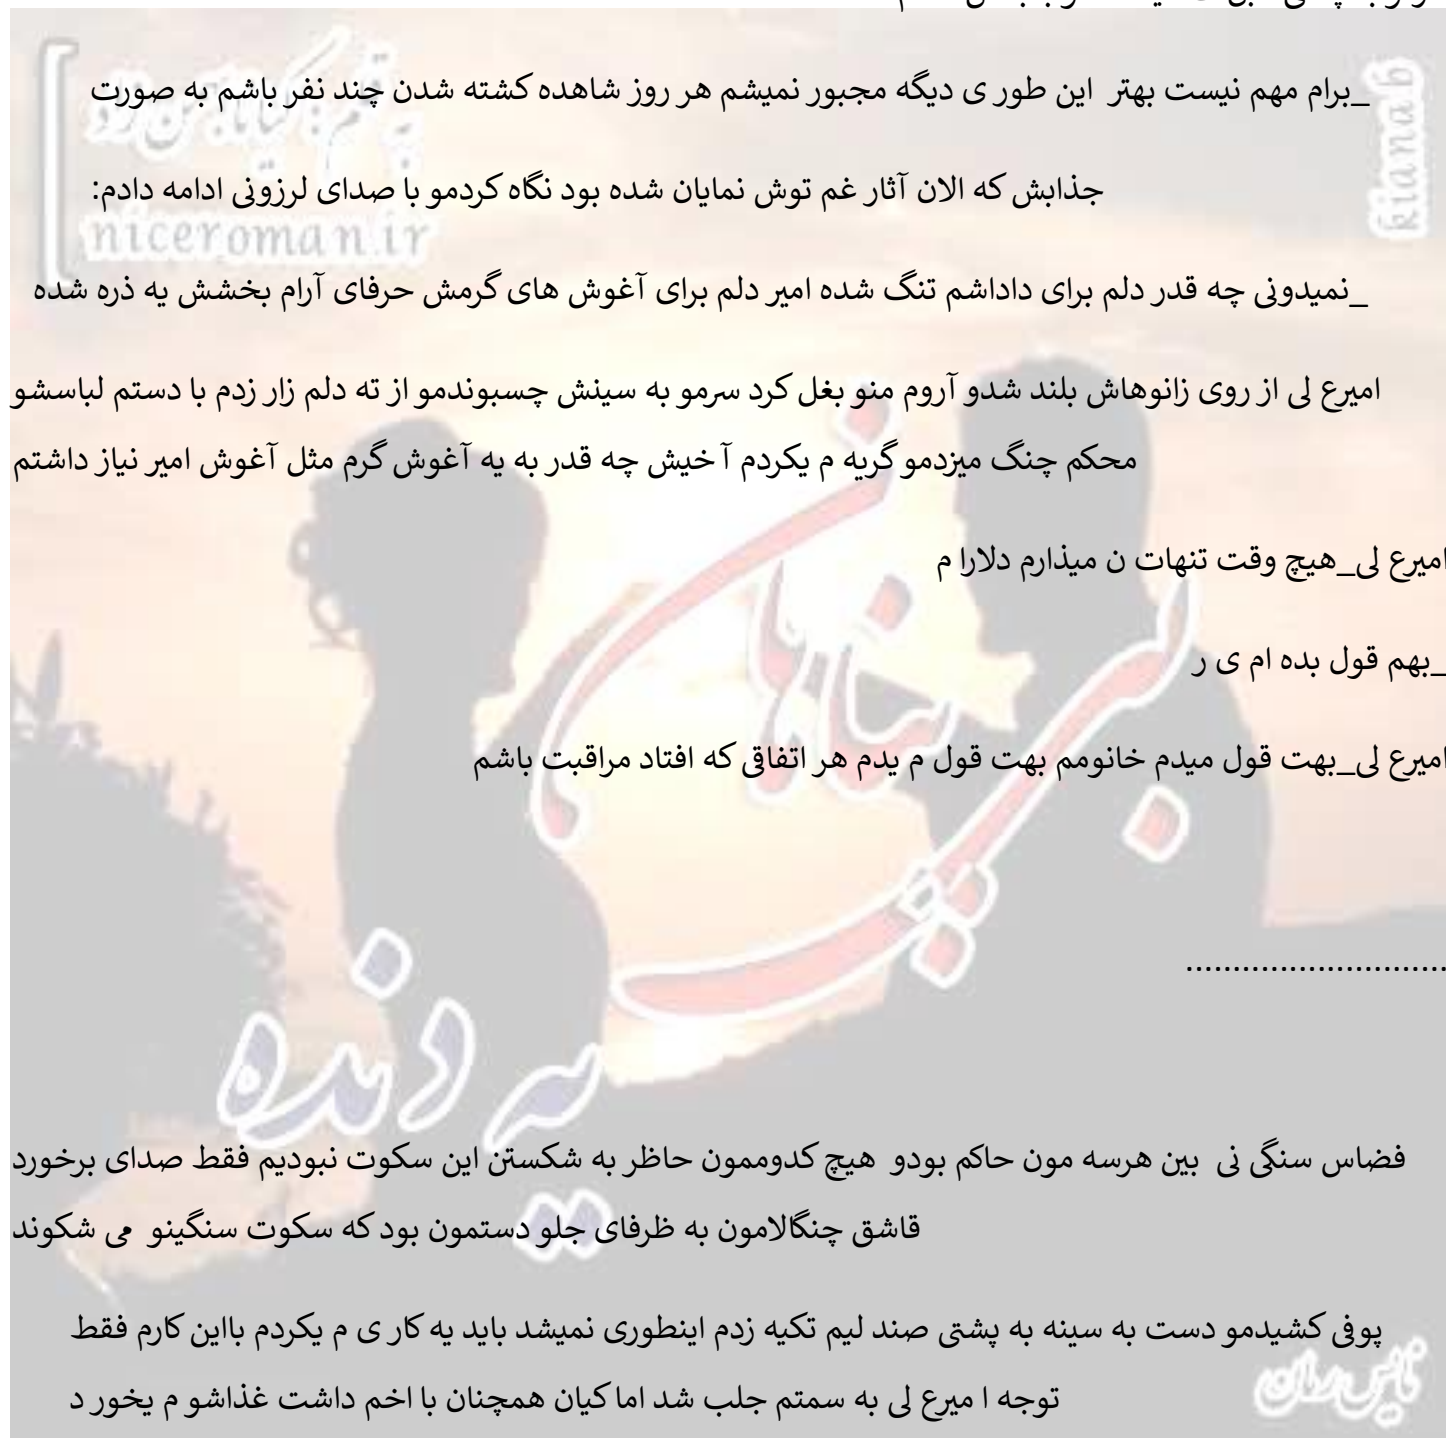 _برام مهم نیست بهتر این طور ی دیگه مجبور نمیشم هر روز شاهده کشته شدن چند نفر باشم به صورت
جذابش که الان آثار غم توش نمایان شده بود نگاه کردمو با صدای لرزونی ادامه دادم:
_نمیدونی چه قدر دلم برای داداشم تنگ شده امیر دلم برای آغوش های گرمش حرفای آرام بخشش یه ذره شده
امیرع لی از روی زانوهاش بلند شدو آروم منو بغل کرد سرمو به سینش چسبوندمو از ته دلم زار زدم با دستم لباسشو
محکم چنگ میزدمو گریه م یکردم آ خیش چه قدر به یه آغوش گرم مثل آغوش امیر نیاز داشتم
امیرع لی_هیچ وقت تنهات ن میذارم دلارا م
_بهم قول بده ام ی ر
امیرع لی_بهت قول میدم خانومم بهت قول م یدم هر اتفاقی که افتاد مراقبت باشم
............................
فضاس سنگی نی بین هرسه مون حاکم بودو هیچ کدوممون حاظر به شکستن این سکوت نبودیم فقط صدای برخورد
قاشق چنگالامون به ظرفای جلو دستمون بود که سکوت سنگینو می شکوند
پوفی کشیدمو دست به سینه به پشتی صند لیم تکیه زدم اینطوری نمیشد باید یه کار ی م یکردم بااین کارم فقط
توجه ا میرع لی به سمتم جلب شد اما کیان همچنان با اخم داشت غذاشو م یخور د
niceroman.ir
kiana b
بی پناهان
یه دنده
نایس رمان